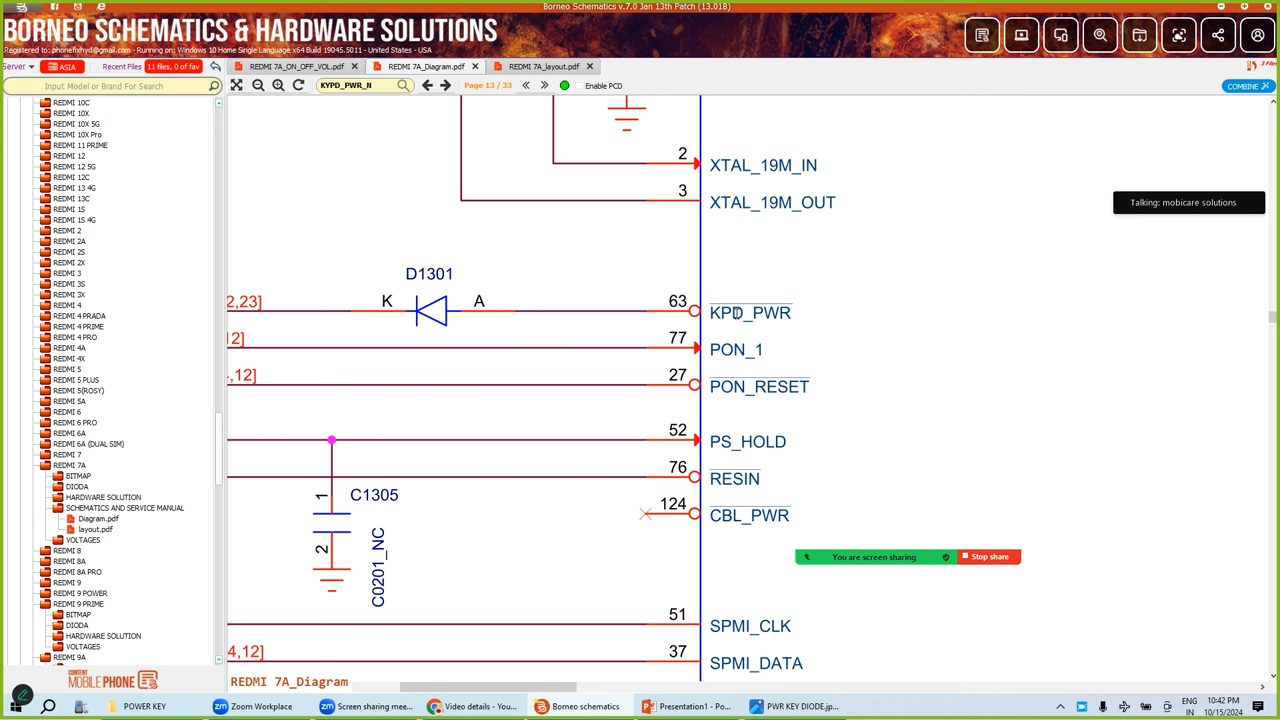 Borneo Schematics v.7.0 Jan 13th Patch (13.01B)
BORNEO SCHEMATICS & HARDWARE SOLUTIONS
Registered to: phonefixhyd@gmail.com - Running on: Windows 10 Home Single Language x64 Build 19045.5011 - United States - USA
Server ASIA Recent Files 11 files, 0 of fav
REDMI 7A_ON_OFF_VOL.pdf
REDMI 7A_Diagram.pdf
REDMI 7A_layout.pdf
3 Files
Input Model or Brand For Search
KYPD_PWR_N
Page 13 / 33
Enable PCD
COMBINE
REDMI 10C
REDMI 10X
REDMI 10X 5G
REDMI 10X Pro
REDMI 11 PRIME
REDMI 12
REDMI 12 5G
REDMI 12C
REDMI 13 4G
REDMI 13C
REDMI 1S
REDMI 1S 4G
REDMI 2
REDMI 2A
REDMI 2S
REDMI 2X
REDMI 3
REDMI 3S
REDMI 3X
REDMI 4
REDMI 4 PRADA
REDMI 4 PRIME
REDMI 4 PRO
REDMI 4A
REDMI 4X
REDMI 5
REDMI 5 PLUS
REDMI 5(ROSY)
REDMI 5A
REDMI 6
REDMI 6 PRO
REDMI 6A
REDMI 6A (DUAL SIM)
REDMI 7
REDMI 7A
BITMAP
DIODA
HARDWARE SOLUTION
SCHEMATICS AND SERVICE MANUAL
Diagram.pdf
layout.pdf
VOLTAGES
REDMI 8
REDMI 8A
REDMI 8A PRO
REDMI 9
REDMI 9 POWER
REDMI 9 PRIME
BITMAP
DIODA
HARDWARE SOLUTION
VOLTAGES
REDMI 9A
CONTENT
MOBILE PHONE
2 XTAL_19M_IN
3 XTAL_19M_OUT
Talking: mobicare solutions
D1301
2,23] K A 63 KPD_PWR
12] 77 PON_1
,12] 27 PON_RESET
52 PS_HOLD
76 RESIN
1 C1305
124 CBL_PWR
2 C0201_NC
You are screen sharing
Stop share
51 SPMI_CLK
4,12] 37 SPMI_DATA
REDMI 7A_Diagram
POWER KEY
Zoom Workplace
Screen sharing mee...
Video details - You...
Borneo schematics
Presentation1 - Po...
PWR KEY DIODE.jp...
ENG
IN
10:42 PM
10/15/2024